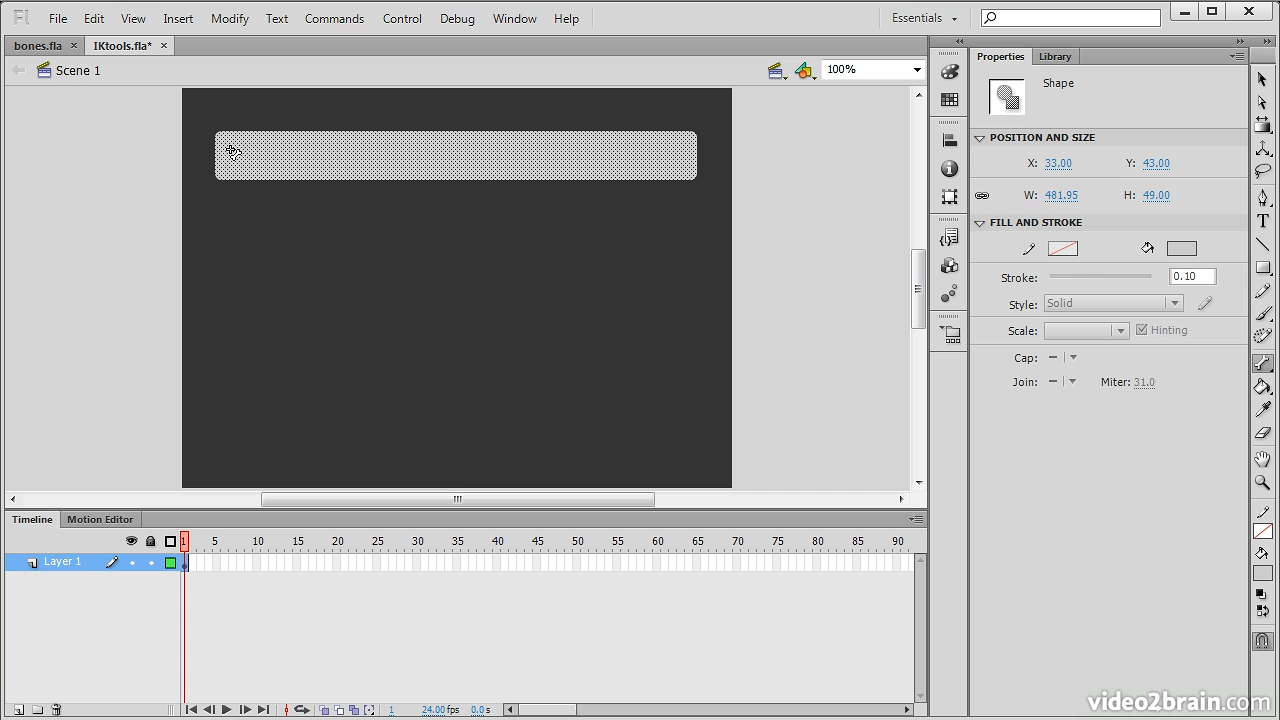 Fl File Edit View Insert Modify Text Commands Control Debug Window Help Essentials
bones.fla × IKtools.fla* ×
Scene 1 100%
Properties Library
Shape
POSITION AND SIZE
X: 33.00 Y: 43.00
W: 481.95 H: 49.00
FILL AND STROKE
Stroke: 0.10
Style: Solid
Scale: Hinting
Cap:
Join: Miter: 31.0
T
Timeline Motion Editor
1 5 10 15 20 25 30 35 40 45 50 55 60 65 70 75 80 85 90
Layer 1
1 24.00 fps 0.0 s
video2brain.com